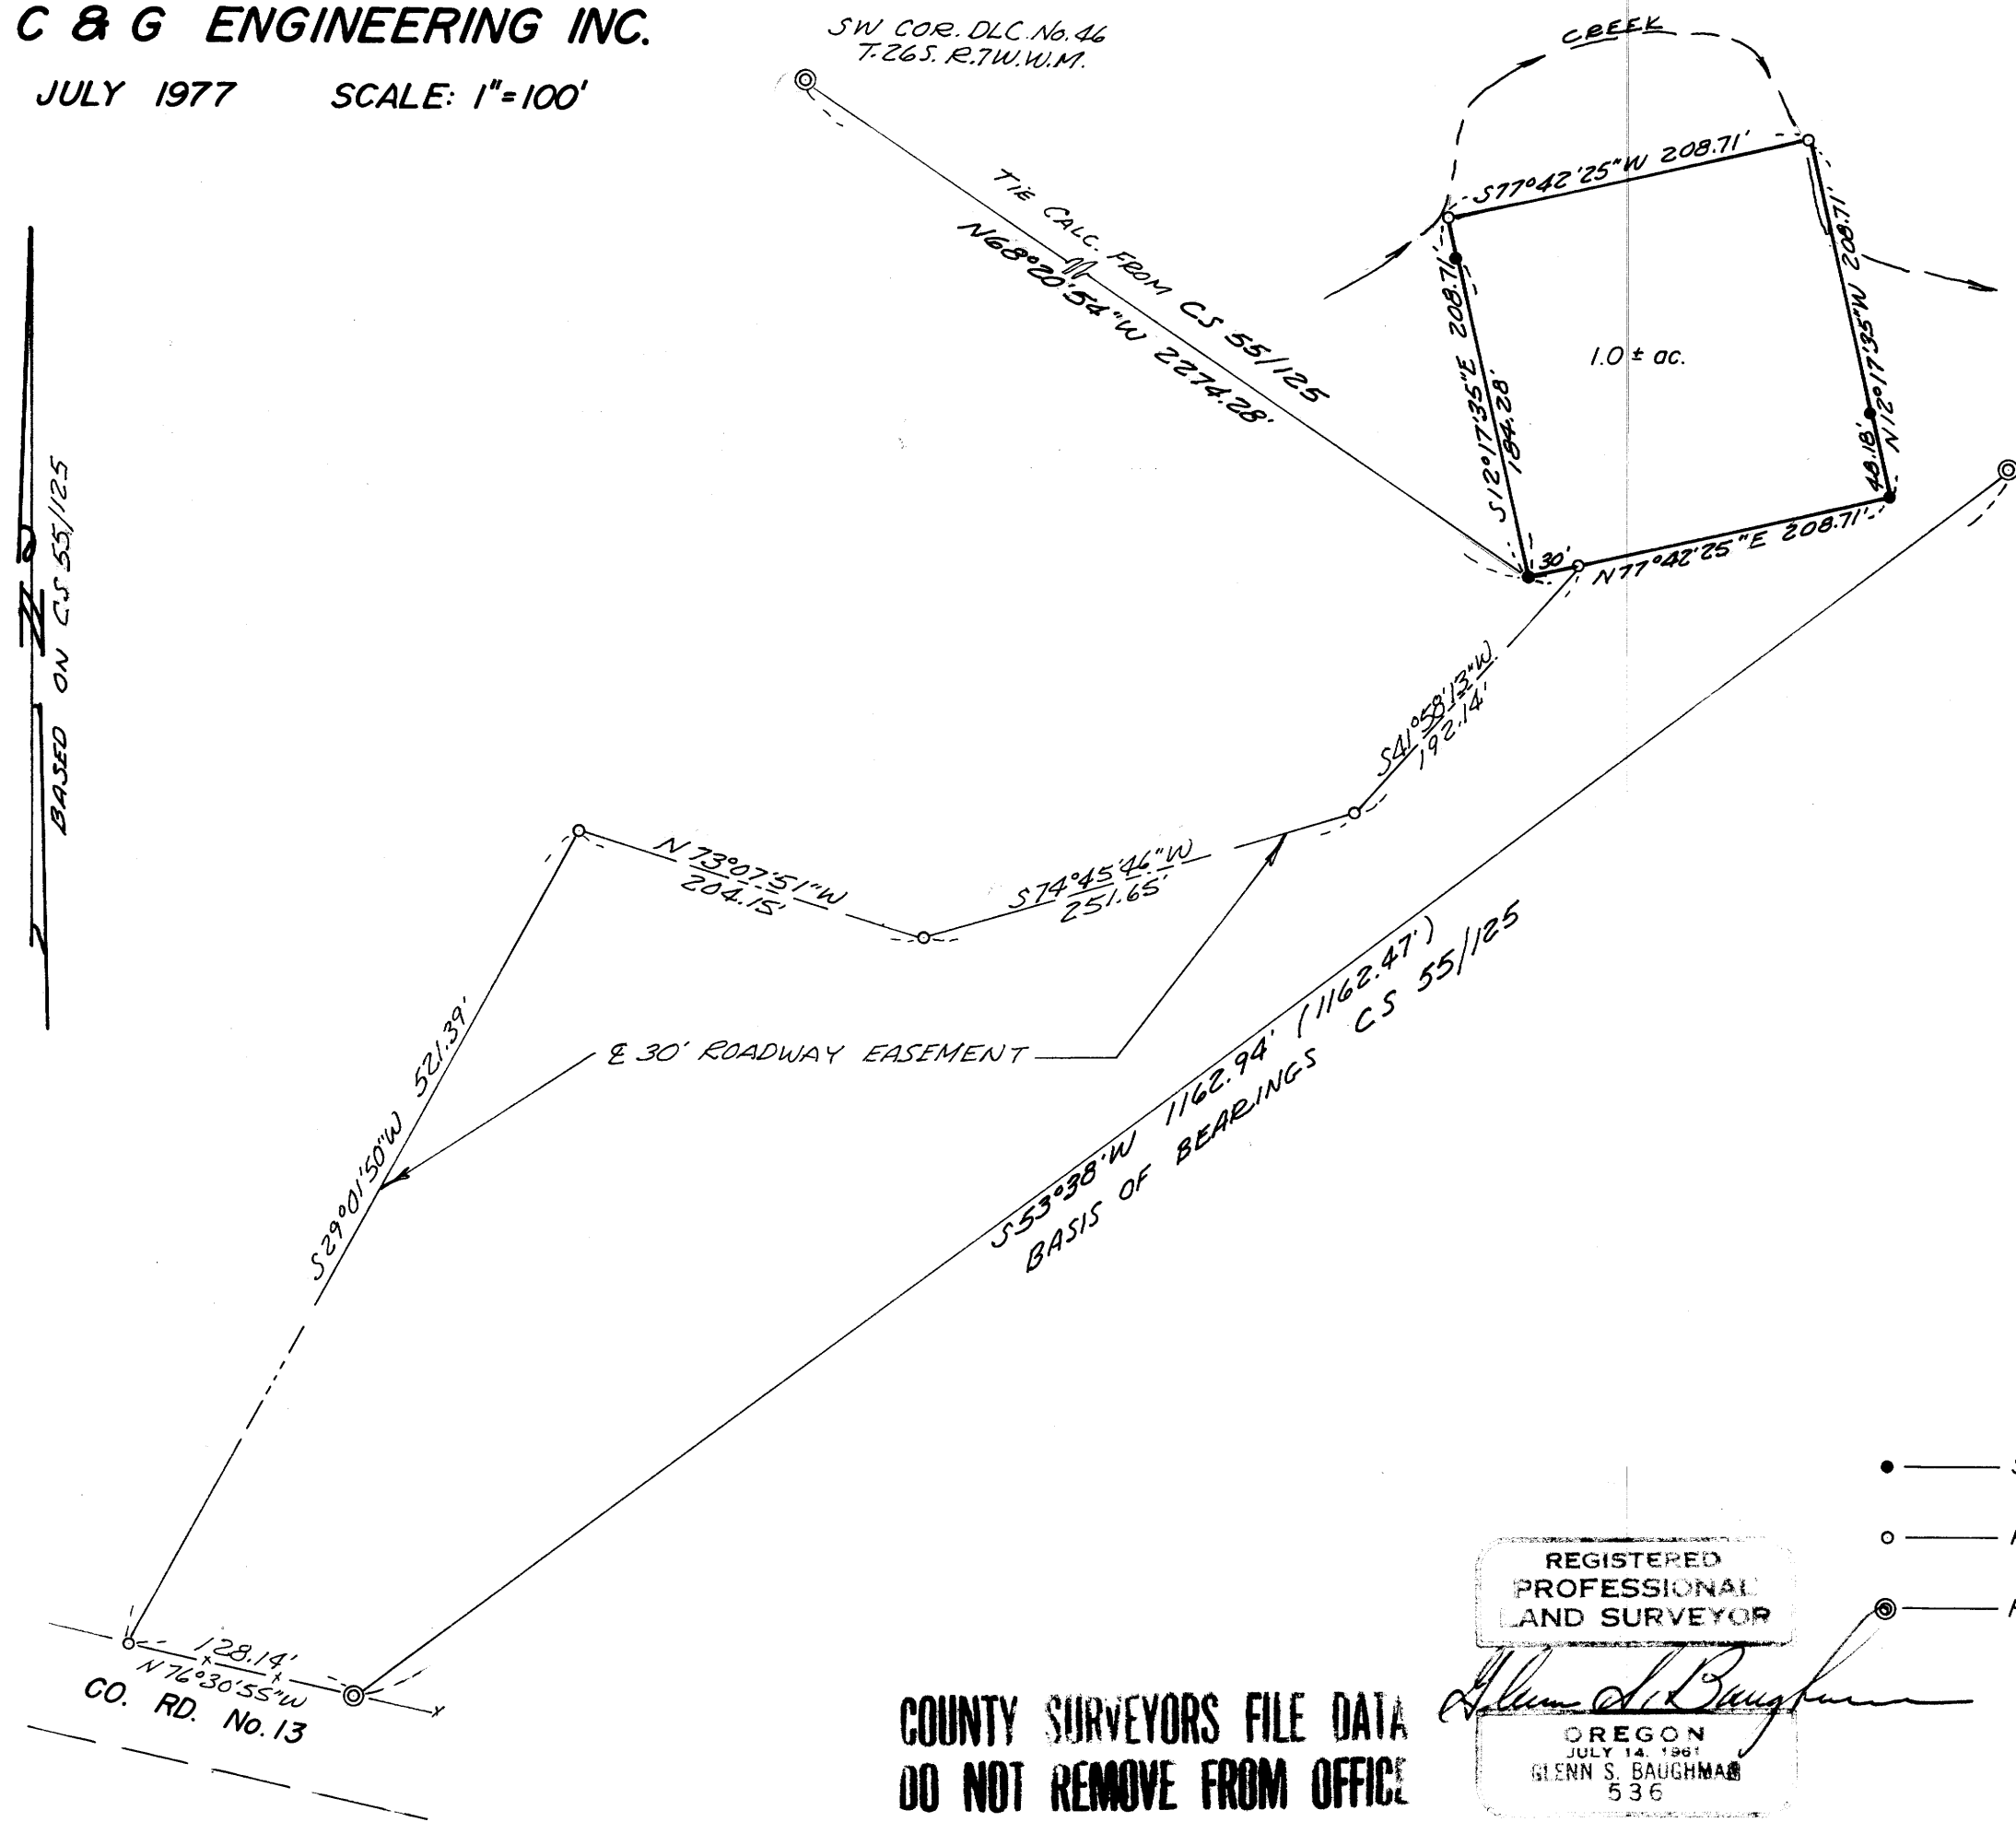 C & G ENGINEERING INC.
JULY 1977 SCALE: 1"=100'
SW COR. DLC. No. 46
T.26S. R.7W.W.M.
CREEK
S77°42'25"W 208.71'
TIE CALC. FROM CS 55/125
N68°20'54"W 2274.28'
S12°17'35"E 208.71'
184.28'
1.0 ± ac.
N12°17'35"W 208.71'
48.18'
30'
N77°42'25"E 208.71'
BASED ON CS 55/125
N
S41°58'13"W
192.14'
N73°07'51"W
204.15'
S74°45'46"W
251.65'
℄ 30' ROADWAY EASEMENT
S29°01'50"W 521.39'
S53°38'W 1162.94' (1162.47')
BASIS OF BEARINGS CS 55/125
128.14'
N76°30'55"W
CO. RD. No. 13
COUNTY SURVEYORS FILE DATA
DO NOT REMOVE FROM OFFICE
REGISTERED
PROFESSIONAL
LAND SURVEYOR
Glenn S. Baughman
OREGON
JULY 14, 1961
GLENN S. BAUGHMAN
536